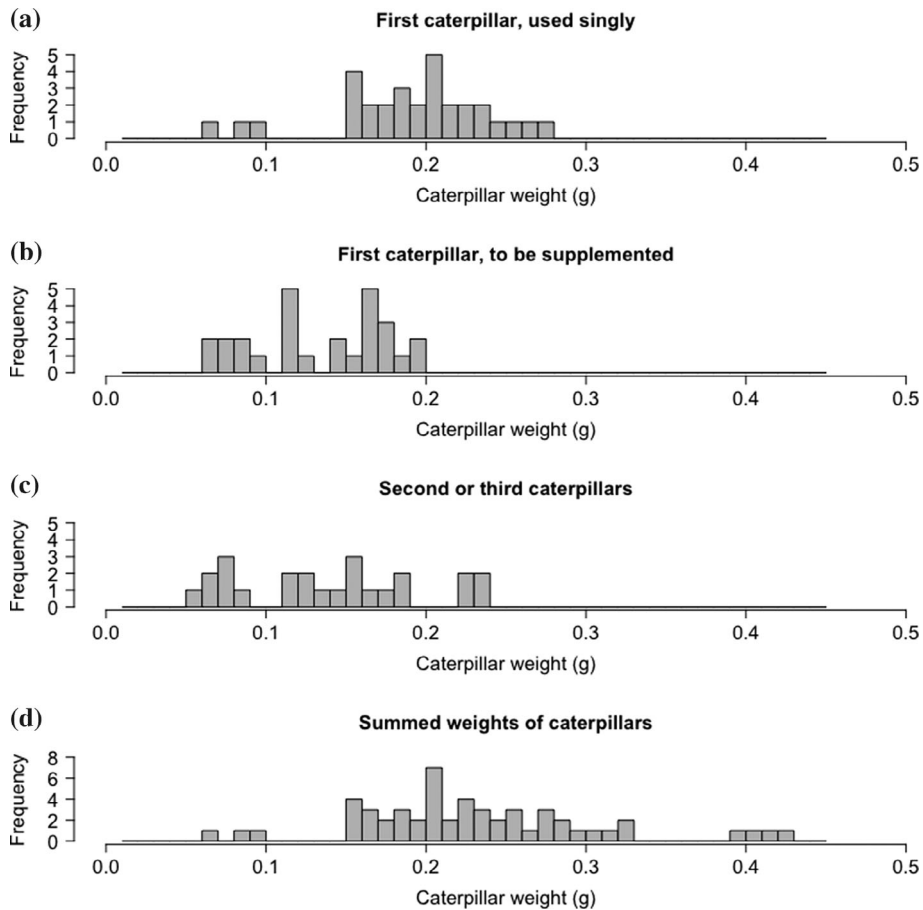 (a)
First caterpillar, used singly
Frequency
5
4
3
2
1
0
0.0 0.1 0.2 0.3 0.4 0.5
Caterpillar weight (g)
(b)
First caterpillar, to be supplemented
Frequency
5
4
3
2
1
0
0.0 0.1 0.2 0.3 0.4 0.5
Caterpillar weight (g)
(c)
Second or third caterpillars
Frequency
5
4
3
2
1
0
0.0 0.1 0.2 0.3 0.4 0.5
Caterpillar weight (g)
(d)
Summed weights of caterpillars
Frequency
8
6
4
2
0
0.0 0.1 0.2 0.3 0.4 0.5
Caterpillar weight (g)